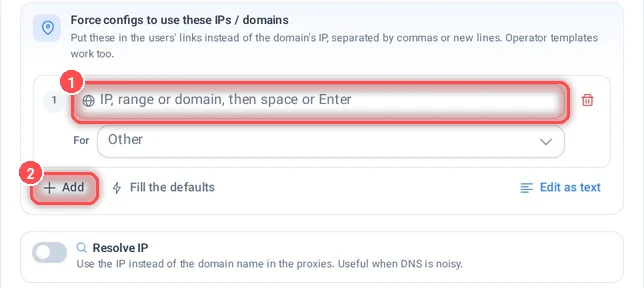 Force configs to use these IPs / domains
Put these in the users' links instead of the domain's IP, separated by commas or new lines. Operator templates
work too.
1
1
IP, range or domain, then space or Enter
For
Other
2
Add
Fill the defaults
Edit as text
Resolve IP
Use the IP instead of the domain name in the proxies. Useful when DNS is noisy.